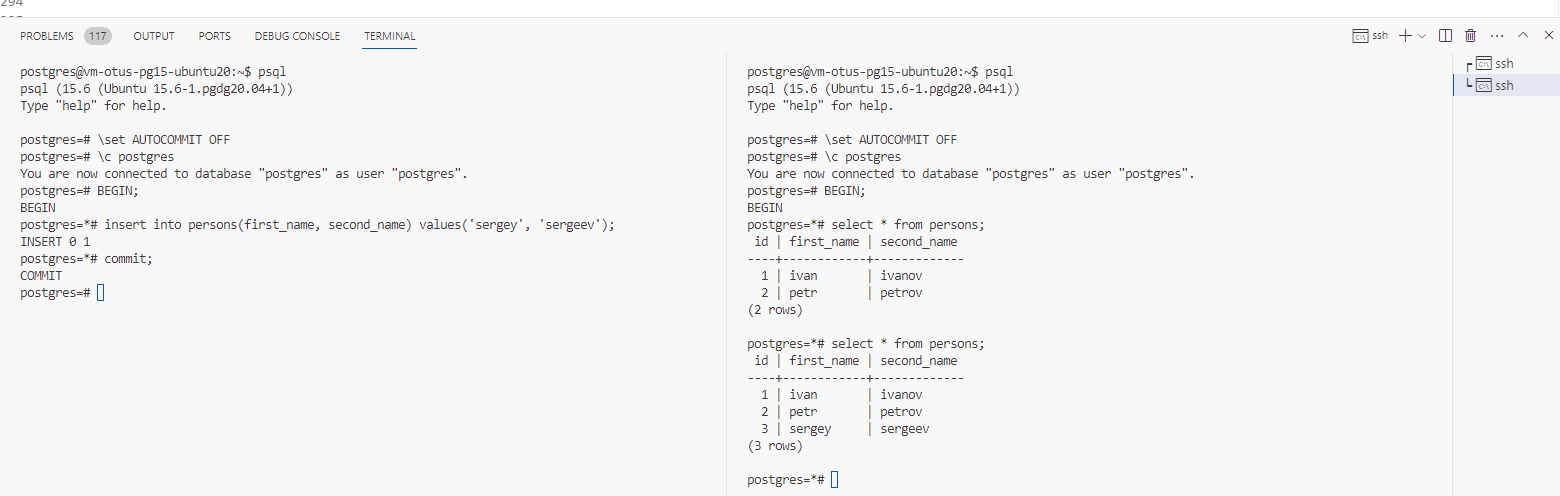 294
PROBLEMS 117 OUTPUT PORTS DEBUG CONSOLE TERMINAL
ssh
postgres@vm-otus-pg15-ubuntu20:~$ psql
psql (15.6 (Ubuntu 15.6-1.pgdg20.04+1))
Type "help" for help.
postgres=# \set AUTOCOMMIT OFF
postgres=# \c postgres
You are now connected to database "postgres" as user "postgres".
postgres=# BEGIN;
BEGIN
postgres=*# insert into persons(first_name, second_name) values('sergey', 'sergeev');
INSERT 0 1
postgres=*# commit;
COMMIT
postgres=#
postgres@vm-otus-pg15-ubuntu20:~$ psql
psql (15.6 (Ubuntu 15.6-1.pgdg20.04+1))
Type "help" for help.
postgres=# \set AUTOCOMMIT OFF
postgres=# \c postgres
You are now connected to database "postgres" as user "postgres".
postgres=# BEGIN;
BEGIN
postgres=*# select * from persons;
id | first_name | second_name
----+------------+-------------
1 | ivan | ivanov
2 | petr | petrov
(2 rows)
postgres=*# select * from persons;
id | first_name | second_name
----+------------+-------------
1 | ivan | ivanov
2 | petr | petrov
3 | sergey | sergeev
(3 rows)
postgres=*#
ssh
ssh